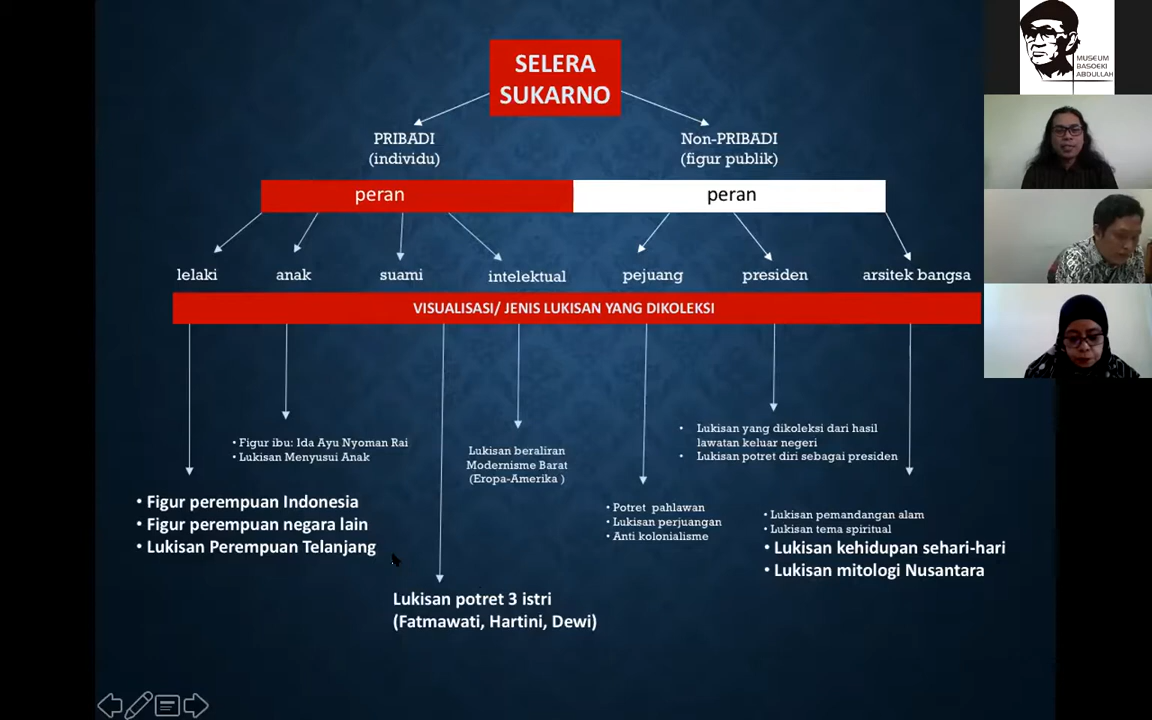 SELERA
SUKARNO
PRIBADI
(individu)
Non-PRIBADI
(figur publik)
peran
peran
lelaki
anak
suami
intelektual
pejuang
presiden
arsitek bangsa
VISUALISASI/ JENIS LUKISAN YANG DIKOLEKSI
• Figur perempuan Indonesia
• Figur perempuan negara lain
• Lukisan Perempuan Telanjang
• Figur ibu: Ida Ayu Nyoman Rai
• Lukisan Menyusui Anak
Lukisan potret 3 istri
(Fatmawati, Hartini, Dewi)
Lukisan beraliran
Modernisme Barat
(Eropa-Amerika )
• Potret pahlawan
• Lukisan perjuangan
• Anti kolonialisme
• Lukisan yang dikoleksi dari hasil
lawatan keluar negeri
• Lukisan potret diri sebagai presiden
• Lukisan pemandangan alam
• Lukisan tema spiritual
• Lukisan kehidupan sehari-hari
• Lukisan mitologi Nusantara
MUSEUM
BASOEKI
ABDULLAH